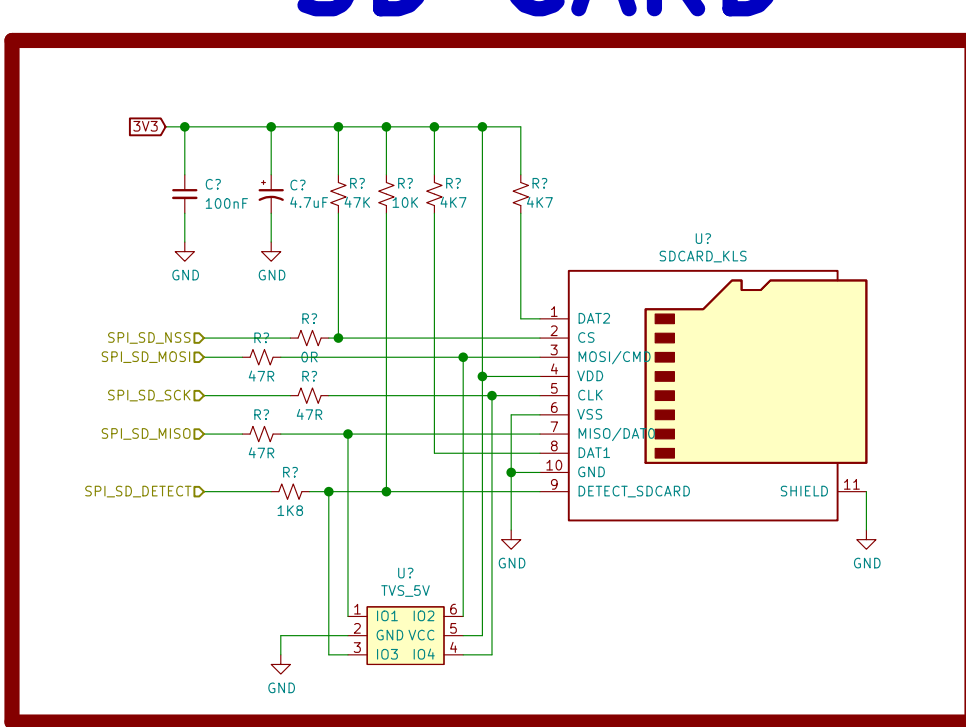 SD CARD
3V3
C?
100nF
C?
4.7uF
R?
47K
R?
10K
R?
4K7
R?
4K7
GND
GND
U?
SDCARD_KLS
SPI_SD_NSS
R?
0R
SPI_SD_MOSI
R?
47R
SPI_SD_SCK
R?
47R
SPI_SD_MISO
R?
47R
SPI_SD_DETECT
R?
1K8
1 DAT2
2 CS
3 MOSI/CMD
4 VDD
5 CLK
6 VSS
7 MISO/DAT0
8 DAT1
10 GND
9 DETECT_SDCARD
SHIELD 11
GND
GND
U?
TVS_5V
1 IO1 IO2 6
2 GND VCC 5
3 IO3 IO4 4
GND